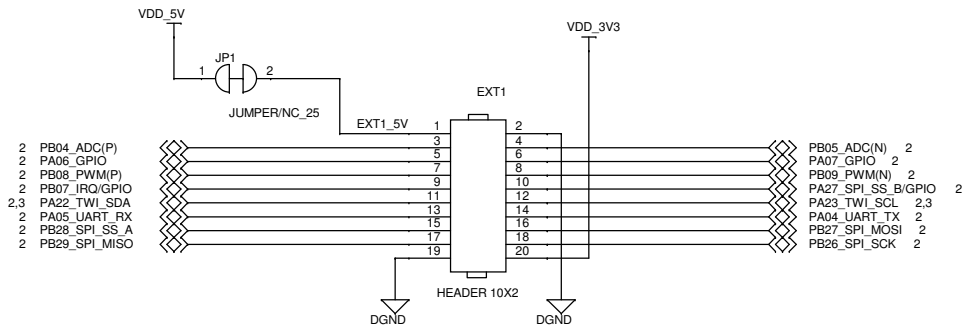 VDD_5V
VDD_3V3
JP1
1 2
JUMPER/NC_25
EXT1
EXT1_5V 1 2
2 PB04_ADC(P) 3 4 PB05_ADC(N) 2
2 PA06_GPIO 5 6 PA07_GPIO 2
2 PB08_PWM(P) 7 8 PB09_PWM(N) 2
2 PB07_IRQ/GPIO 9 10 PA27_SPI_SS_B/GPIO 2
2,3 PA22_TWI_SDA 11 12 PA23_TWI_SCL 2,3
2 PA05_UART_RX 13 14 PA04_UART_TX 2
2 PB28_SPI_SS_A 15 16 PB27_SPI_MOSI 2
2 PB29_SPI_MISO 17 18 PB26_SPI_SCK 2
19 20
HEADER 10X2
DGND DGND